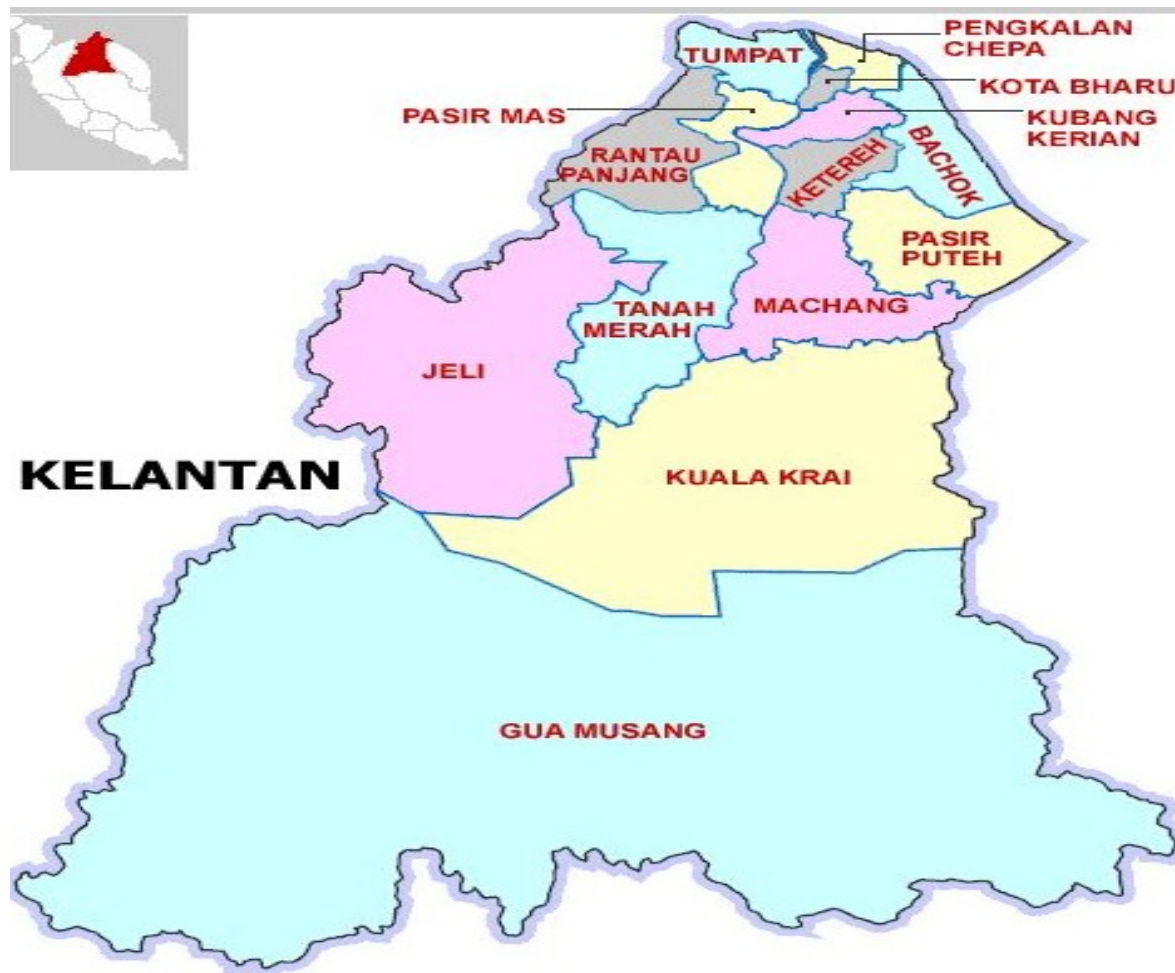 PENGKALAN
CHEPA
TUMPAT
KOTA BHARU
PASIR MAS
KUBANG
KERIAN
RANTAU
PANJANG
KETEREH
BACHOK
PASIR
PUTEH
TANAH
MERAH
MACHANG
JELI
KELANTAN
KUALA KRAI
GUA MUSANG